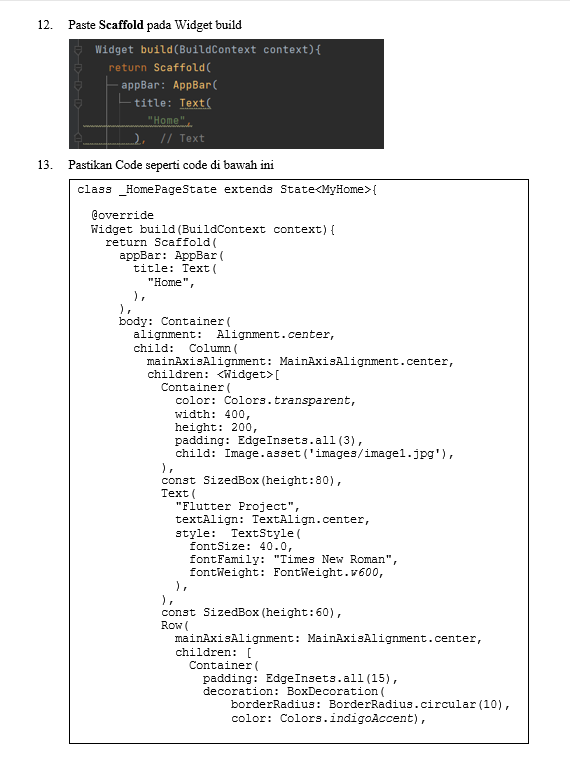 12. Paste Scaffold pada Widget build
Widget build(BuildContext context){
return Scaffold(
appBar: AppBar(
title: Text(
"Home",
), // Text
13. Pastikan Code seperti code di bawah ini
class _HomePageState extends State<MyHome>{
@override
Widget build(BuildContext context){
return Scaffold(
appBar: AppBar(
title: Text(
"Home",
),
),
body: Container(
alignment: Alignment.center,
child: Column(
mainAxisAlignment: MainAxisAlignment.center,
children: <Widget>[
Container(
color: Colors.transparent,
width: 400,
height: 200,
padding: EdgeInsets.all(3),
child: Image.asset('images/image1.jpg'),
),
const SizedBox(height:80),
Text(
"Flutter Project",
textAlign: TextAlign.center,
style: TextStyle(
fontSize: 40.0,
fontFamily: "Times New Roman",
fontWeight: FontWeight.w600,
),
),
const SizedBox(height:60),
Row(
mainAxisAlignment: MainAxisAlignment.center,
children: [
Container(
padding: EdgeInsets.all(15),
decoration: BoxDecoration(
borderRadius: BorderRadius.circular(10),
color: Colors.indigoAccent),